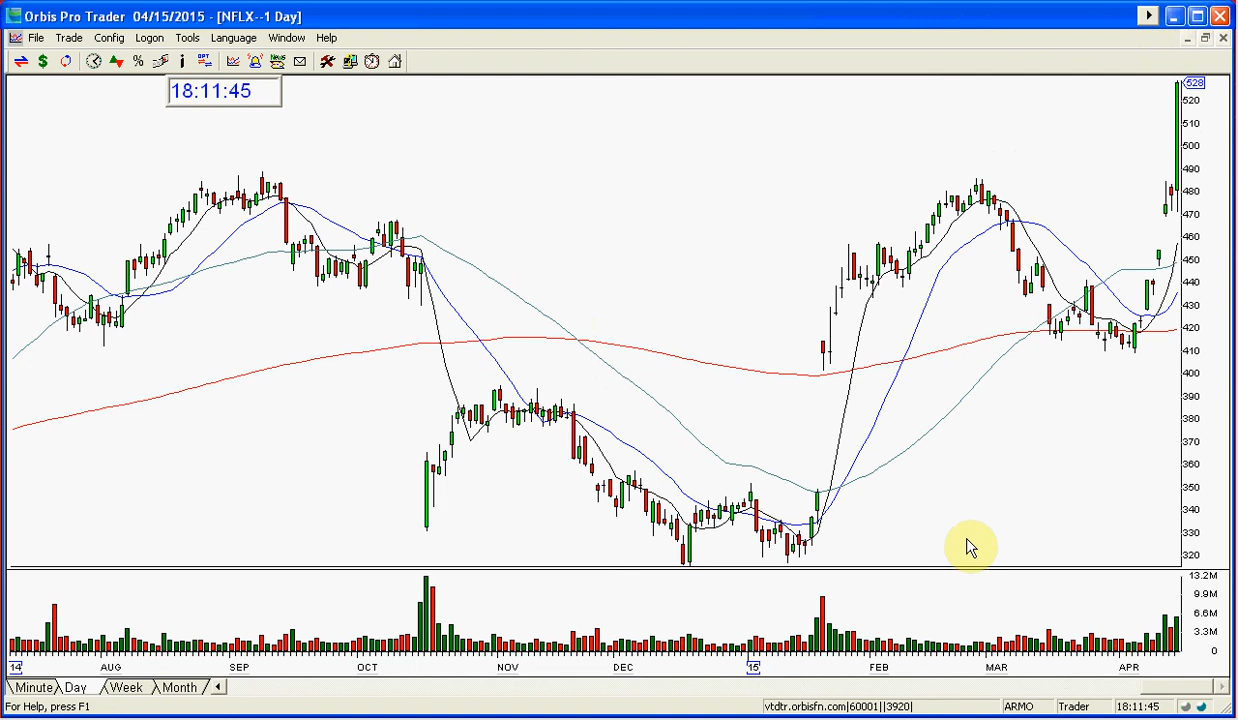 Orbis Pro Trader 04/15/2015 - [NFLX--1 Day]
File Trade Config Logon Tools Language Window Help
$ % i OPT News
18:11:45
528
520
510
500
490
480
470
460
450
440
430
420
410
400
390
380
370
360
350
340
330
320
13.2M
9.9M
6.6M
3.3M
0
14 AUG SEP OCT NOV DEC 15 FEB MAR APR
Minute Day Week Month
For Help, press F1 vtdtr.orbisfn.com|60001||3920| ARMO Trader 18:11:45